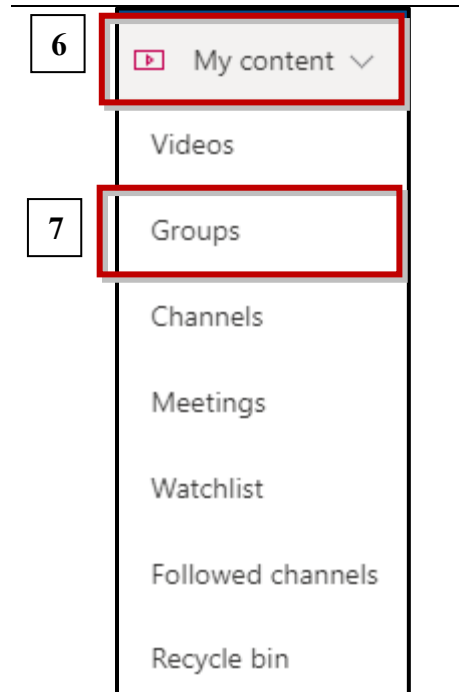 6
My content
Videos
7
Groups
Channels
Meetings
Watchlist
Followed channels
Recycle bin